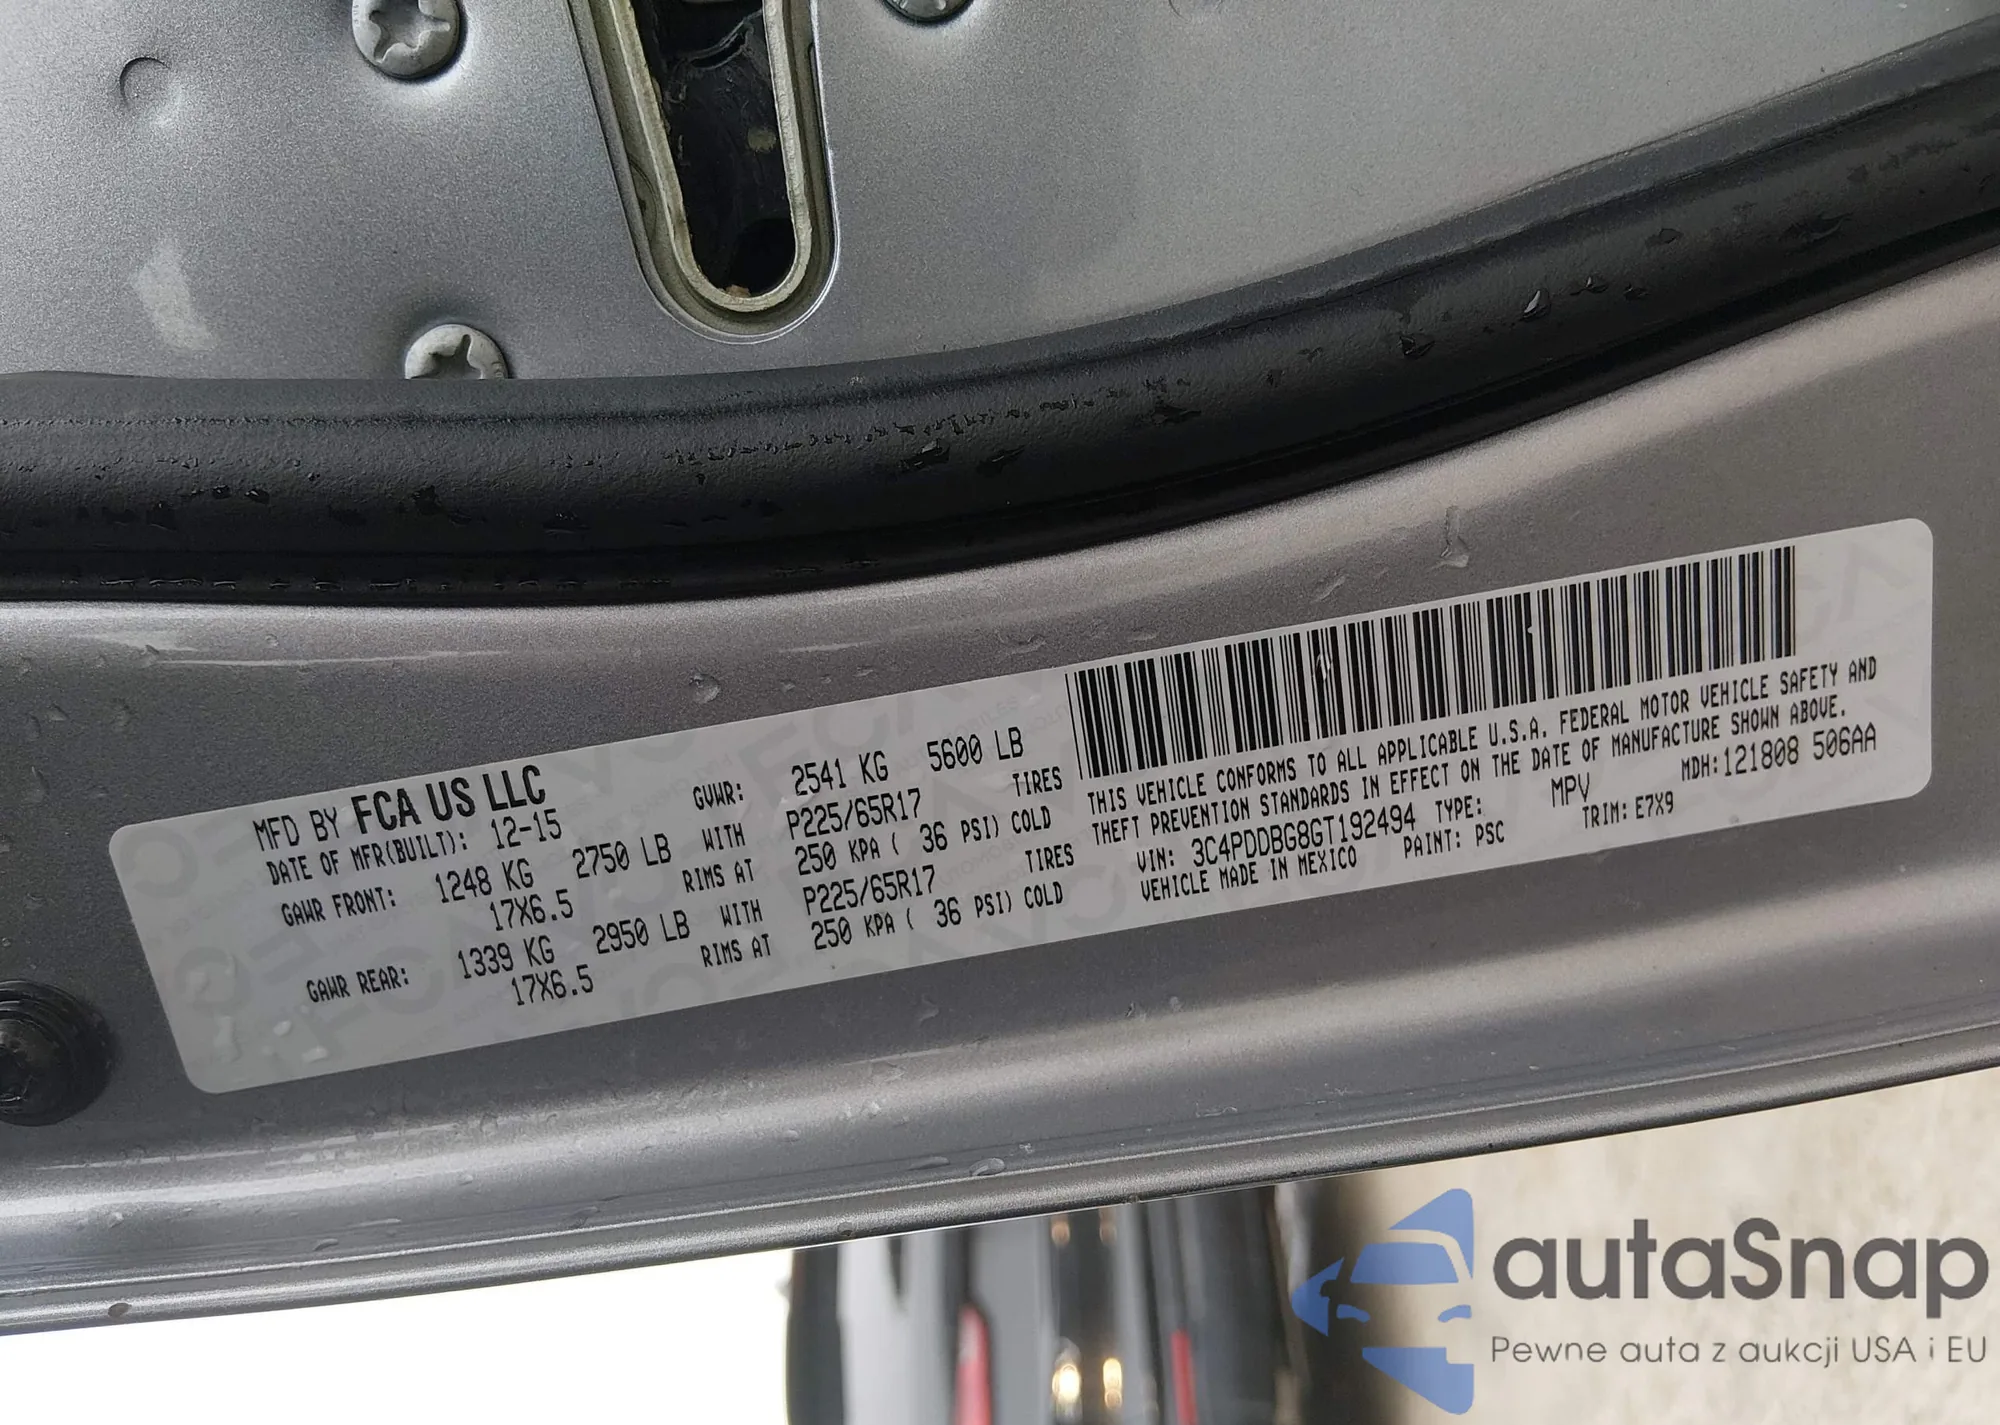 MFD BY FCA US LLC
DATE OF MFR(BUILT): 12-15
GVWR: 2541 KG 5600 LB
GAWR FRONT: 1248 KG 2750 LB WITH P225/65R17 TIRES
17X6.5 RIMS AT 250 KPA ( 36 PSI) COLD
GAWR REAR: 1339 KG 2950 LB WITH P225/65R17 TIRES
17X6.5 RIMS AT 250 KPA ( 36 PSI) COLD
THIS VEHICLE CONFORMS TO ALL APPLICABLE U.S.A. FEDERAL MOTOR VEHICLE SAFETY AND
THEFT PREVENTION STANDARDS IN EFFECT ON THE DATE OF MANUFACTURE SHOWN ABOVE.
VIN: 3C4PDDBG8GT192494 TYPE: MPV MDH:121808 506AA
VEHICLE MADE IN MEXICO PAINT: PSC TRIM: E7X9
autaSnap
Pewne auta z aukcji USA i EU